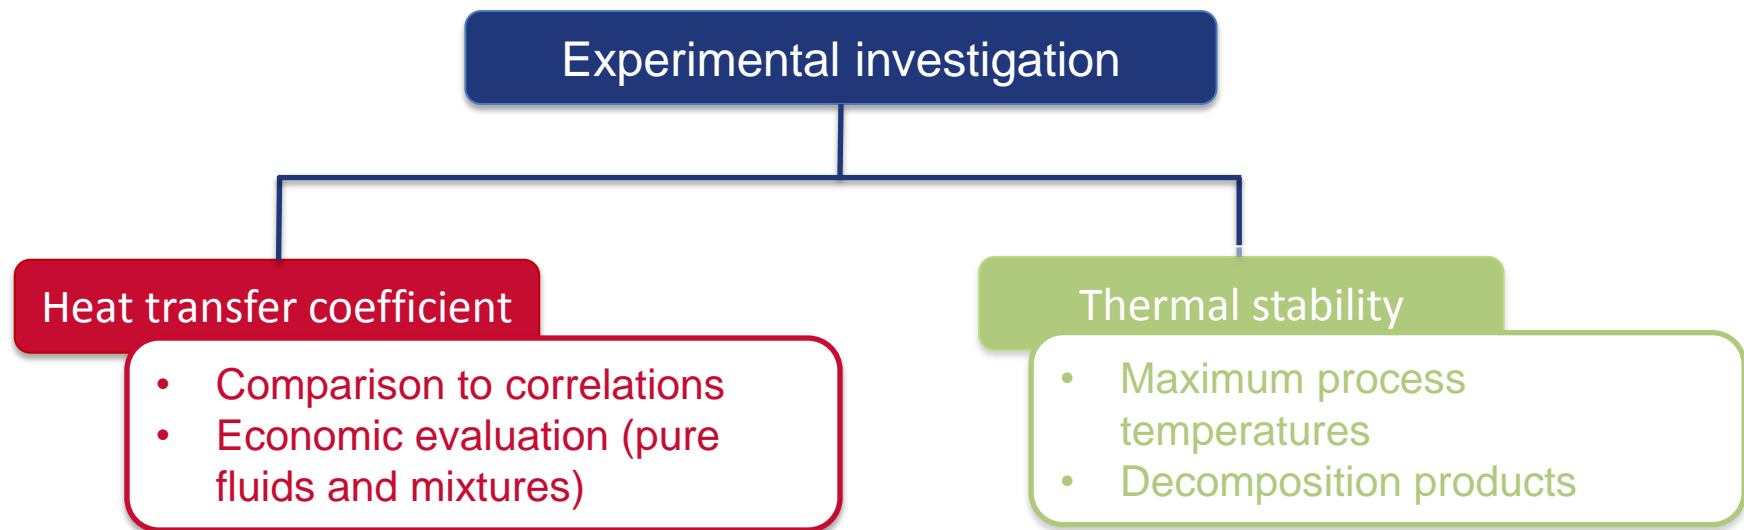 Experimental investigation
Heat transfer coefficient
• Comparison to correlations
• Economic evaluation (pure
fluids and mixtures)
Thermal stability
• Maximum process
temperatures
• Decomposition products